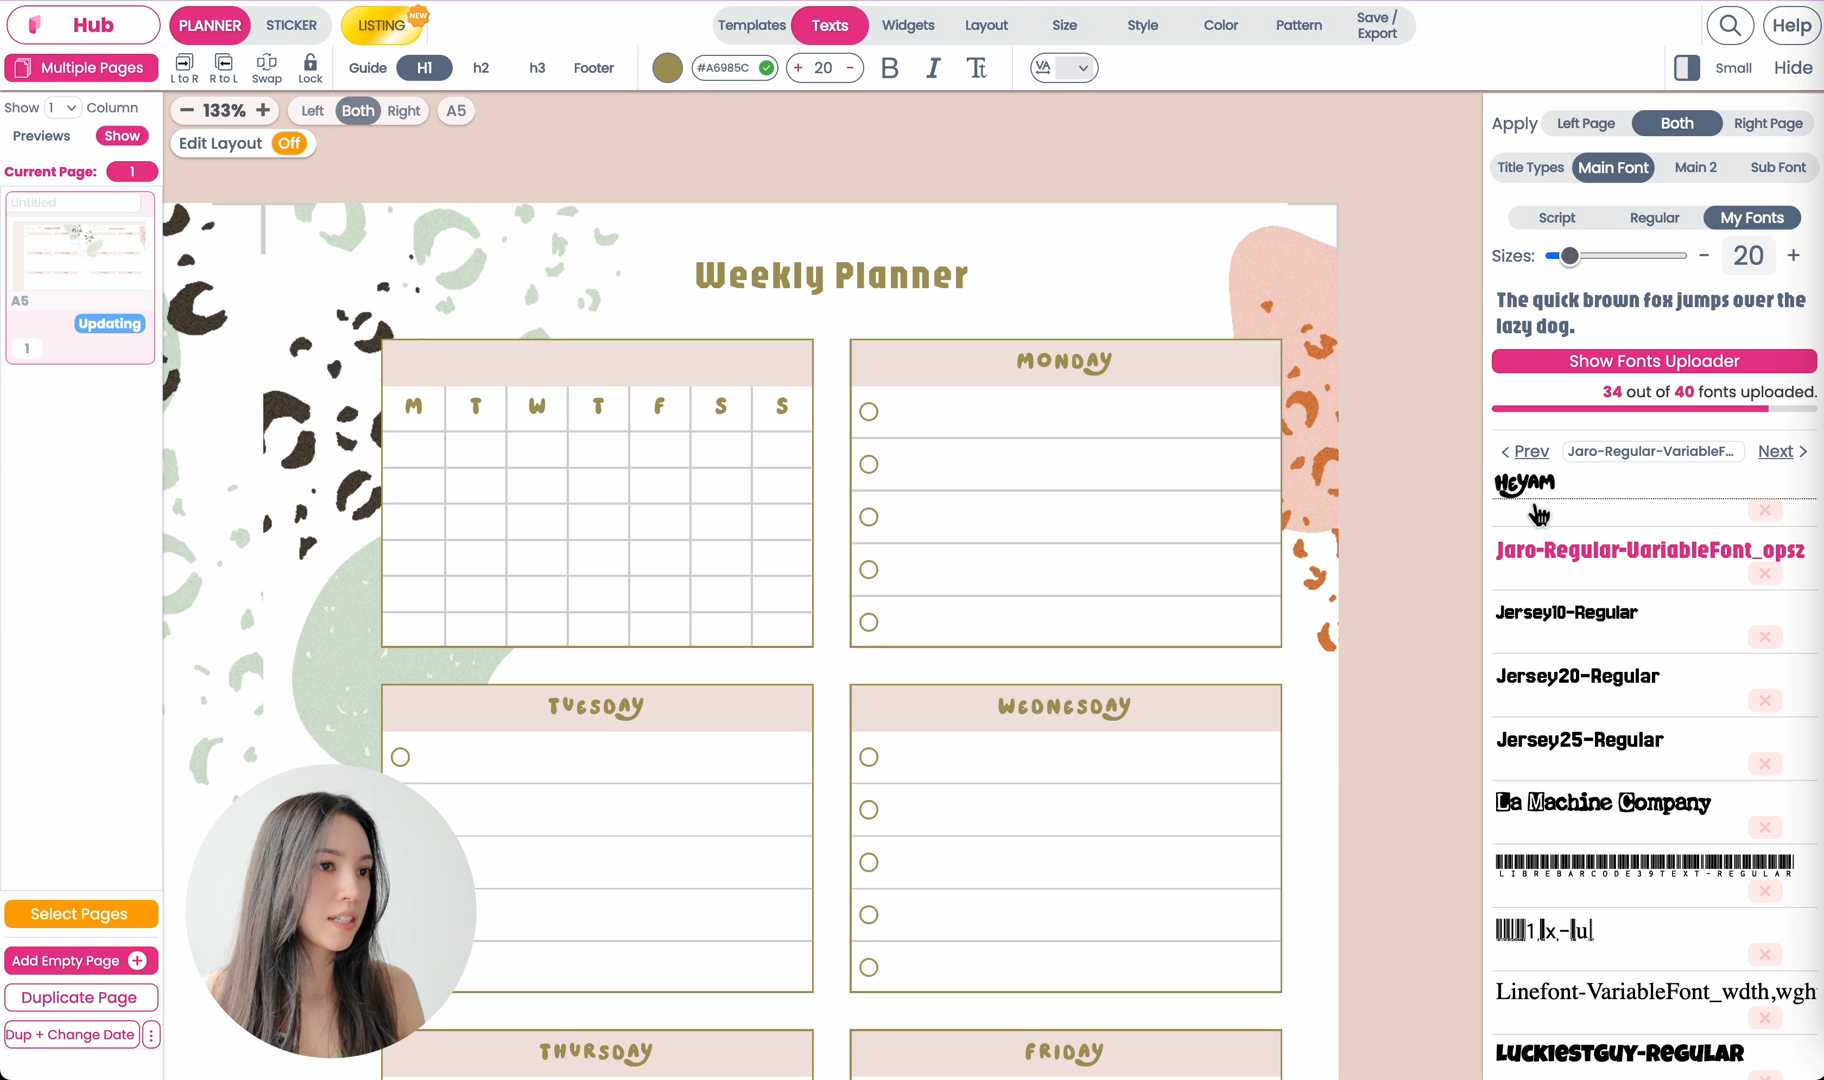 Hub
PLANNER
STICKER
LISTING
NEW
Templates
Texts
Widgets
Layout
Size
Style
Color
Pattern
Save /
Export
Help
Multiple Pages
L to R
R to L
Swap
Lock
Guide
H1
h2
h3
Footer
#A6985C
+ 20 -
B
I
Tt
VA
Small
Hide
Show 1 Column
Previews
Show
Current Page: 1
Untitled
A5
Updating
1
Select Pages
Add Empty Page +
Duplicate Page
Dup + Change Date
- 133% +
Left
Both
Right
A5
Edit Layout
Off
Weekly Planner
M T W T F S S
MONDAY
TUESDAY
WEDNESDAY
THURSDAY
FRIDAY
Apply
Left Page
Both
Right Page
Title Types
Main Font
Main 2
Sub Font
Script
Regular
My Fonts
Sizes:
- 20 +
The quick brown fox jumps over the
lazy dog.
Show Fonts Uploader
34 out of 40 fonts uploaded.
< Prev
Jaro-Regular-VariableF...
Next >
HEYAM
Jaro-Regular-VariableFont_opsz
Jersey10-Regular
Jersey20-Regular
Jersey25-Regular
La Machine Company
LIBREBARCODE39TEXT-REGULAR
Linefont-VariableFont_wdth,wgh
LUCKIESTGUY-REGULAR